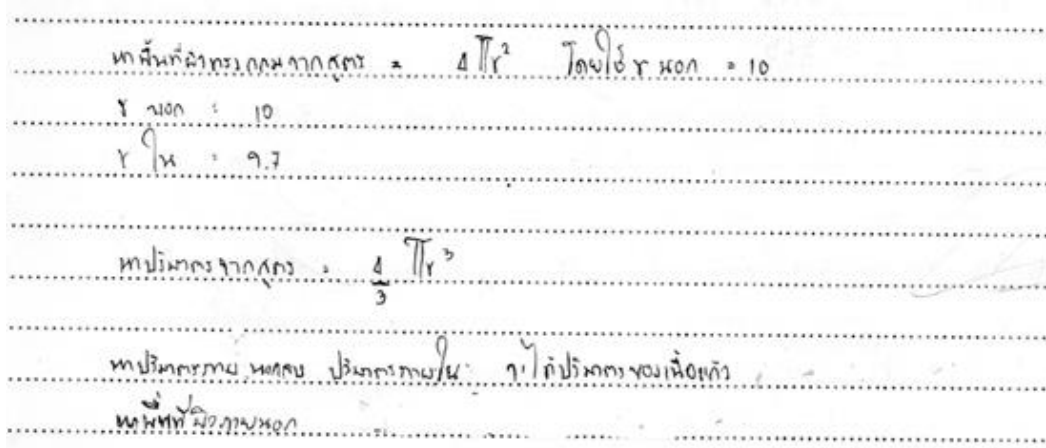 หาพื้นที่ผิวทรงกลมจากสูตร = 4πr² โดยใช้ r นอก = 10
r นอก = 10
r ใน = 9.7
หาปริมาตรจากสูตร = 4/3 πr³
หาปริมาตรภายนอกลบ ปริมาตรภายใน จะได้ปริมาตรของเนื้อแก้ว
หาพื้นที่ผิวภายนอก